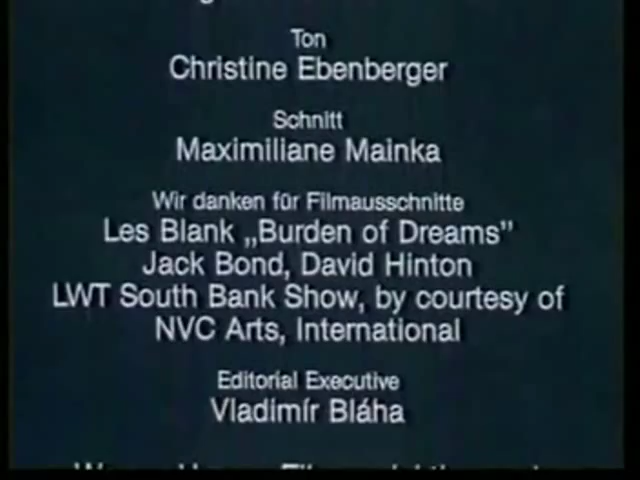 Ton
Christine Ebenberger
Schnitt
Maximiliane Mainka
Wir danken für Filmausschnitte
Les Blank „Burden of Dreams”
Jack Bond, David Hinton
LWT South Bank Show, by courtesy of
NVC Arts, International
Editorial Executive
Vladimír Bláha